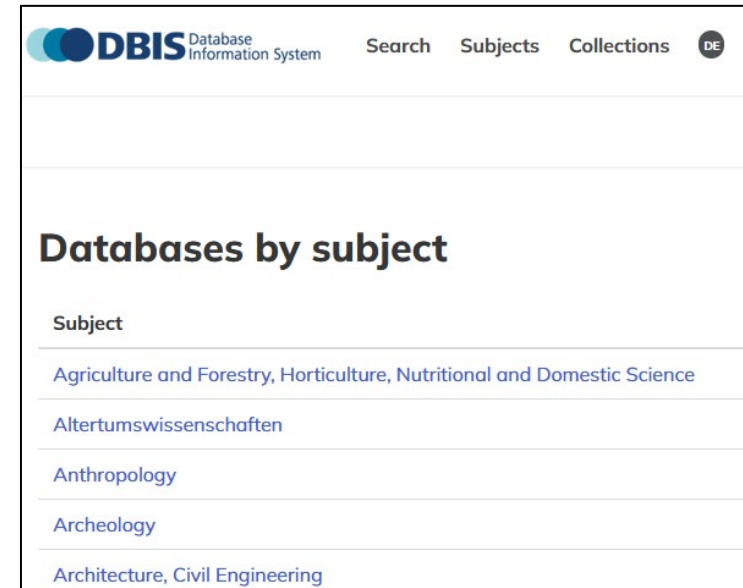 DBIS Database Information System Search Subjects Collections DE
Databases by subject
Subject
Agriculture and Forestry, Horticulture, Nutritional and Domestic Science
Altertumswissenschaften
Anthropology
Archeology
Architecture, Civil Engineering